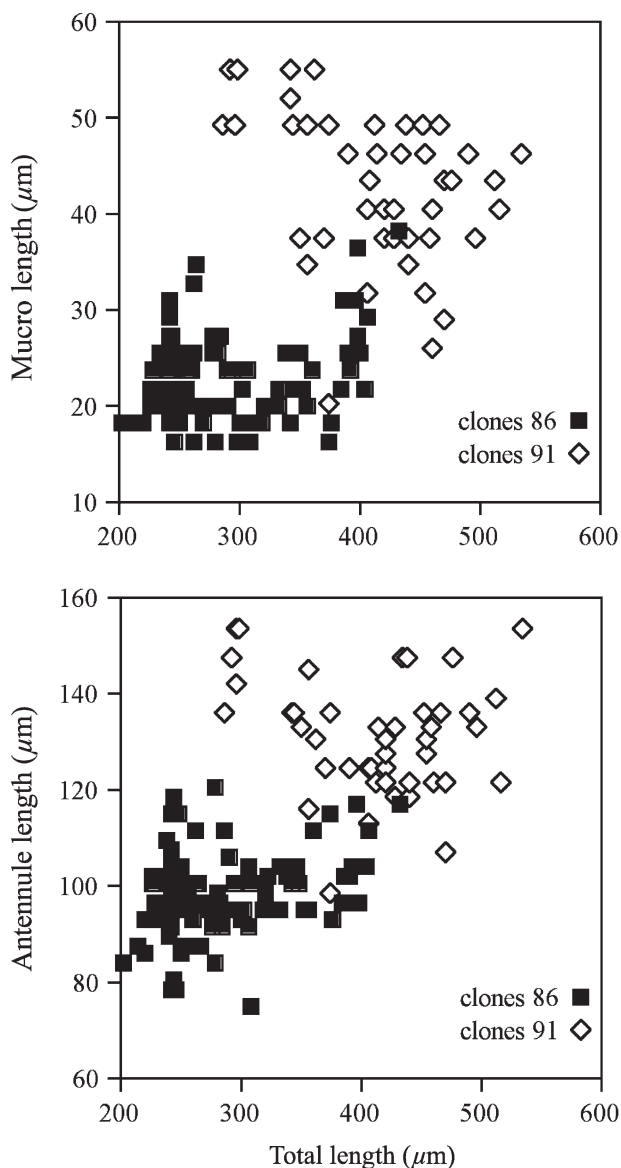 60
50
40
30
20
10
Mucro length (µm)
clones 86
clones 91
200 300 400 500 600
160
140
120
100
80
60
Antennule length (µm)
clones 86
clones 91
200 300 400 500 600
Total length (µm)